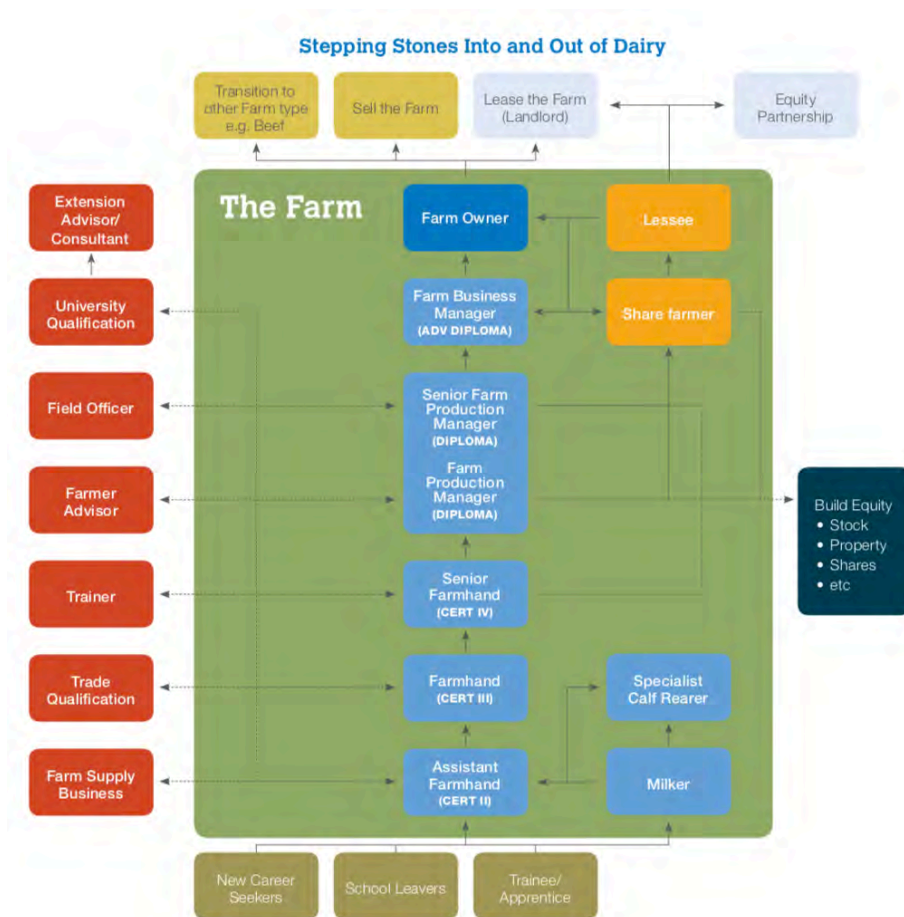 Stepping Stones Into and Out of Dairy
Transition to
other Farm type
e.g. Beef
Sell the Farm
Lease the Farm
(Landlord)
Equity
Partnership
The Farm
Extension
Advisor/
Consultant
Farm Owner
Lessee
University
Qualification
Farm Business
Manager
(ADV DIPLOMA)
Share farmer
Field Officer
Senior Farm
Production
Manager
(DIPLOMA)
Farmer
Advisor
Farm
Production
Manager
(DIPLOMA)
Build Equity
• Stock
• Property
• Shares
• etc
Trainer
Senior
Farmhand
(CERT IV)
Trade
Qualification
Farmhand
(CERT III)
Specialist
Calf Rearer
Farm Supply
Business
Assistant
Farmhand
(CERT II)
Milker
New Career
Seekers
School Leavers
Trainee/
Apprentice